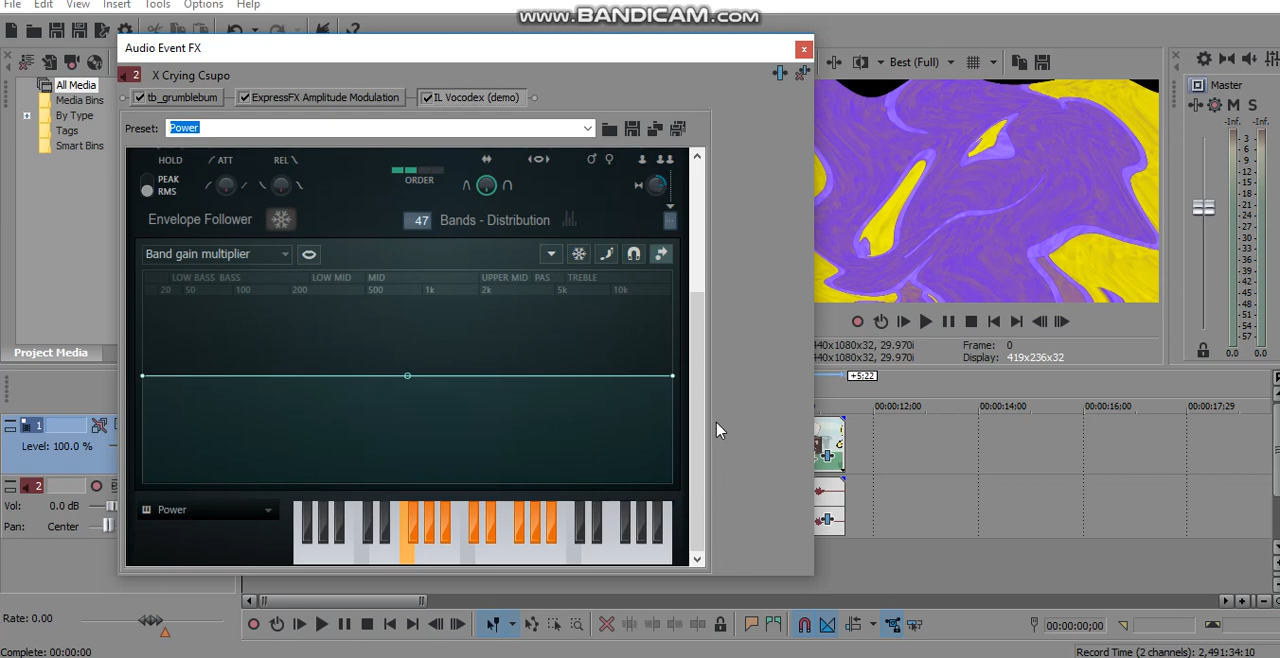 www.BANDICAM.com
File Edit View Insert Tools Options Help
Audio Event FX
x
2 X Crying Csupo
tb_grumblebum ExpressFX Amplitude Modulation IL Vocodex (demo)
Preset: Power
All Media
Media Bins
By Type
Tags
Smart Bins
Project Media
HOLD ATT REL
PEAK
RMS
ORDER
Envelope Follower 47 Bands - Distribution
Band gain multiplier
LOW BASS BASS LOW MID MID UPPER MID PAS TREBLE
20 50 100 200 500 1k 2k 5k 10k
Power
Best (Full)
Master
M S
-Inf. -Inf.
3
6
9
12
15
18
21
24
27
30
33
36
39
42
45
48
51
54
57
0.0 0.0
440x1080x32, 29.970i Frame: 0
440x1080x32, 29.970i Display: 419x236x32
+5:22
00:00:12;00 00:00:14;00 00:00:16;00 00:00:17;29
1
Level: 100.0 %
2
Vol: 0.0 dB
Pan: Center
Rate: 0.00
00:00:00;00
Complete: 00:00:00
Record Time (2 channels): 2,491:34:10